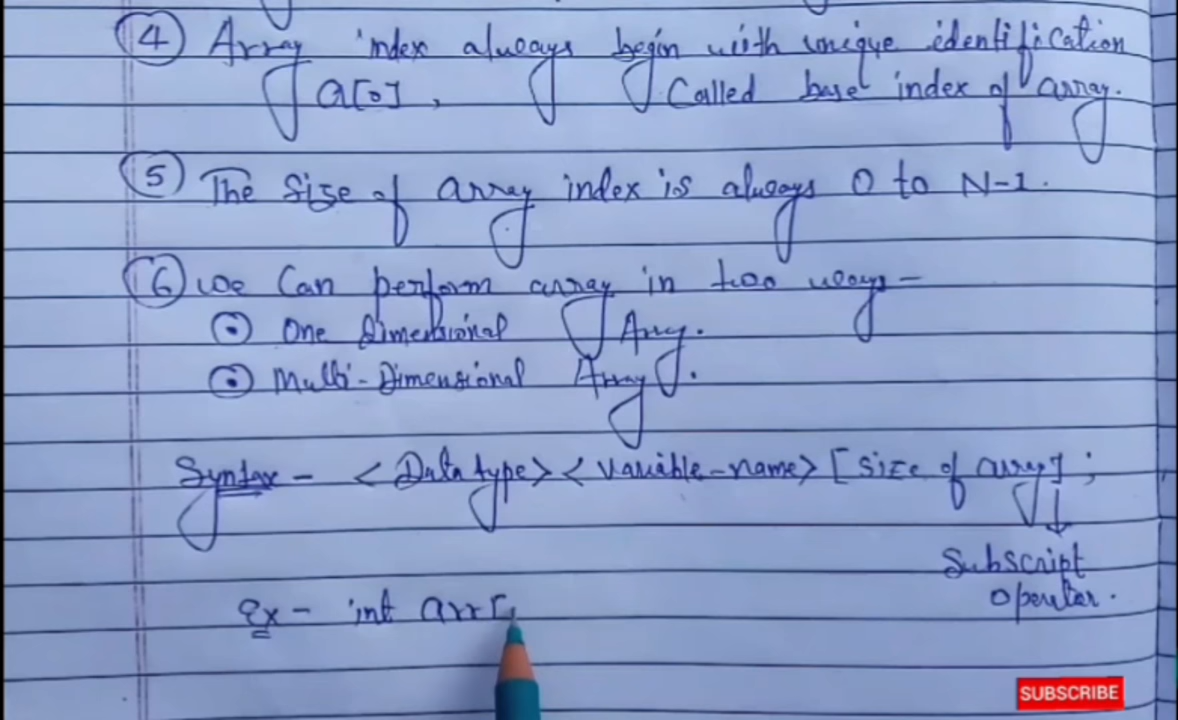 ④ Array index always begin with unique identification
a[0], Called base index of array.
⑤ The Size of array index is always 0 to N-1.
⑥ we Can perform array in two ways-
⊙ One Dimensional Array.
⊙ Multi-Dimensional Array.
Syntax - <Data type> <variable-name> [size of array];
Subscript
operator.
Ex - int arr[
SUBSCRIBE